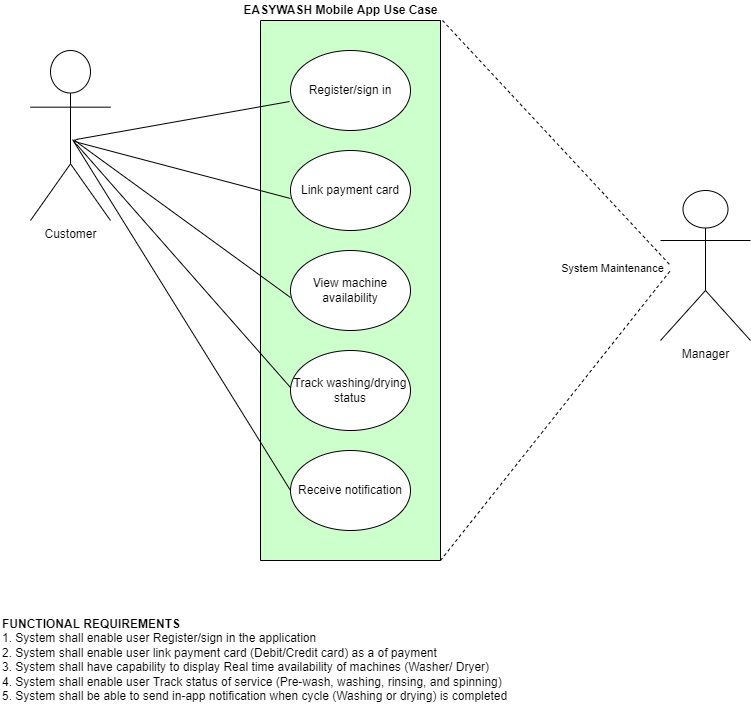 EASYWASH Mobile App Use Case
Register/sign in
Link payment card
View machine
availability
Track washing/drying
status
Receive notification
Customer
System Maintenance
Manager
FUNCTIONAL REQUIREMENTS
1. System shall enable user Register/sign in the application
2. System shall enable user link payment card (Debit/Credit card) as a of payment
3. System shall have capability to display Real time availability of machines (Washer/ Dryer)
4. System shall enable user Track status of service (Pre-wash, washing, rinsing, and spinning)
5. System shall be able to send in-app notification when cycle (Washing or drying) is completed